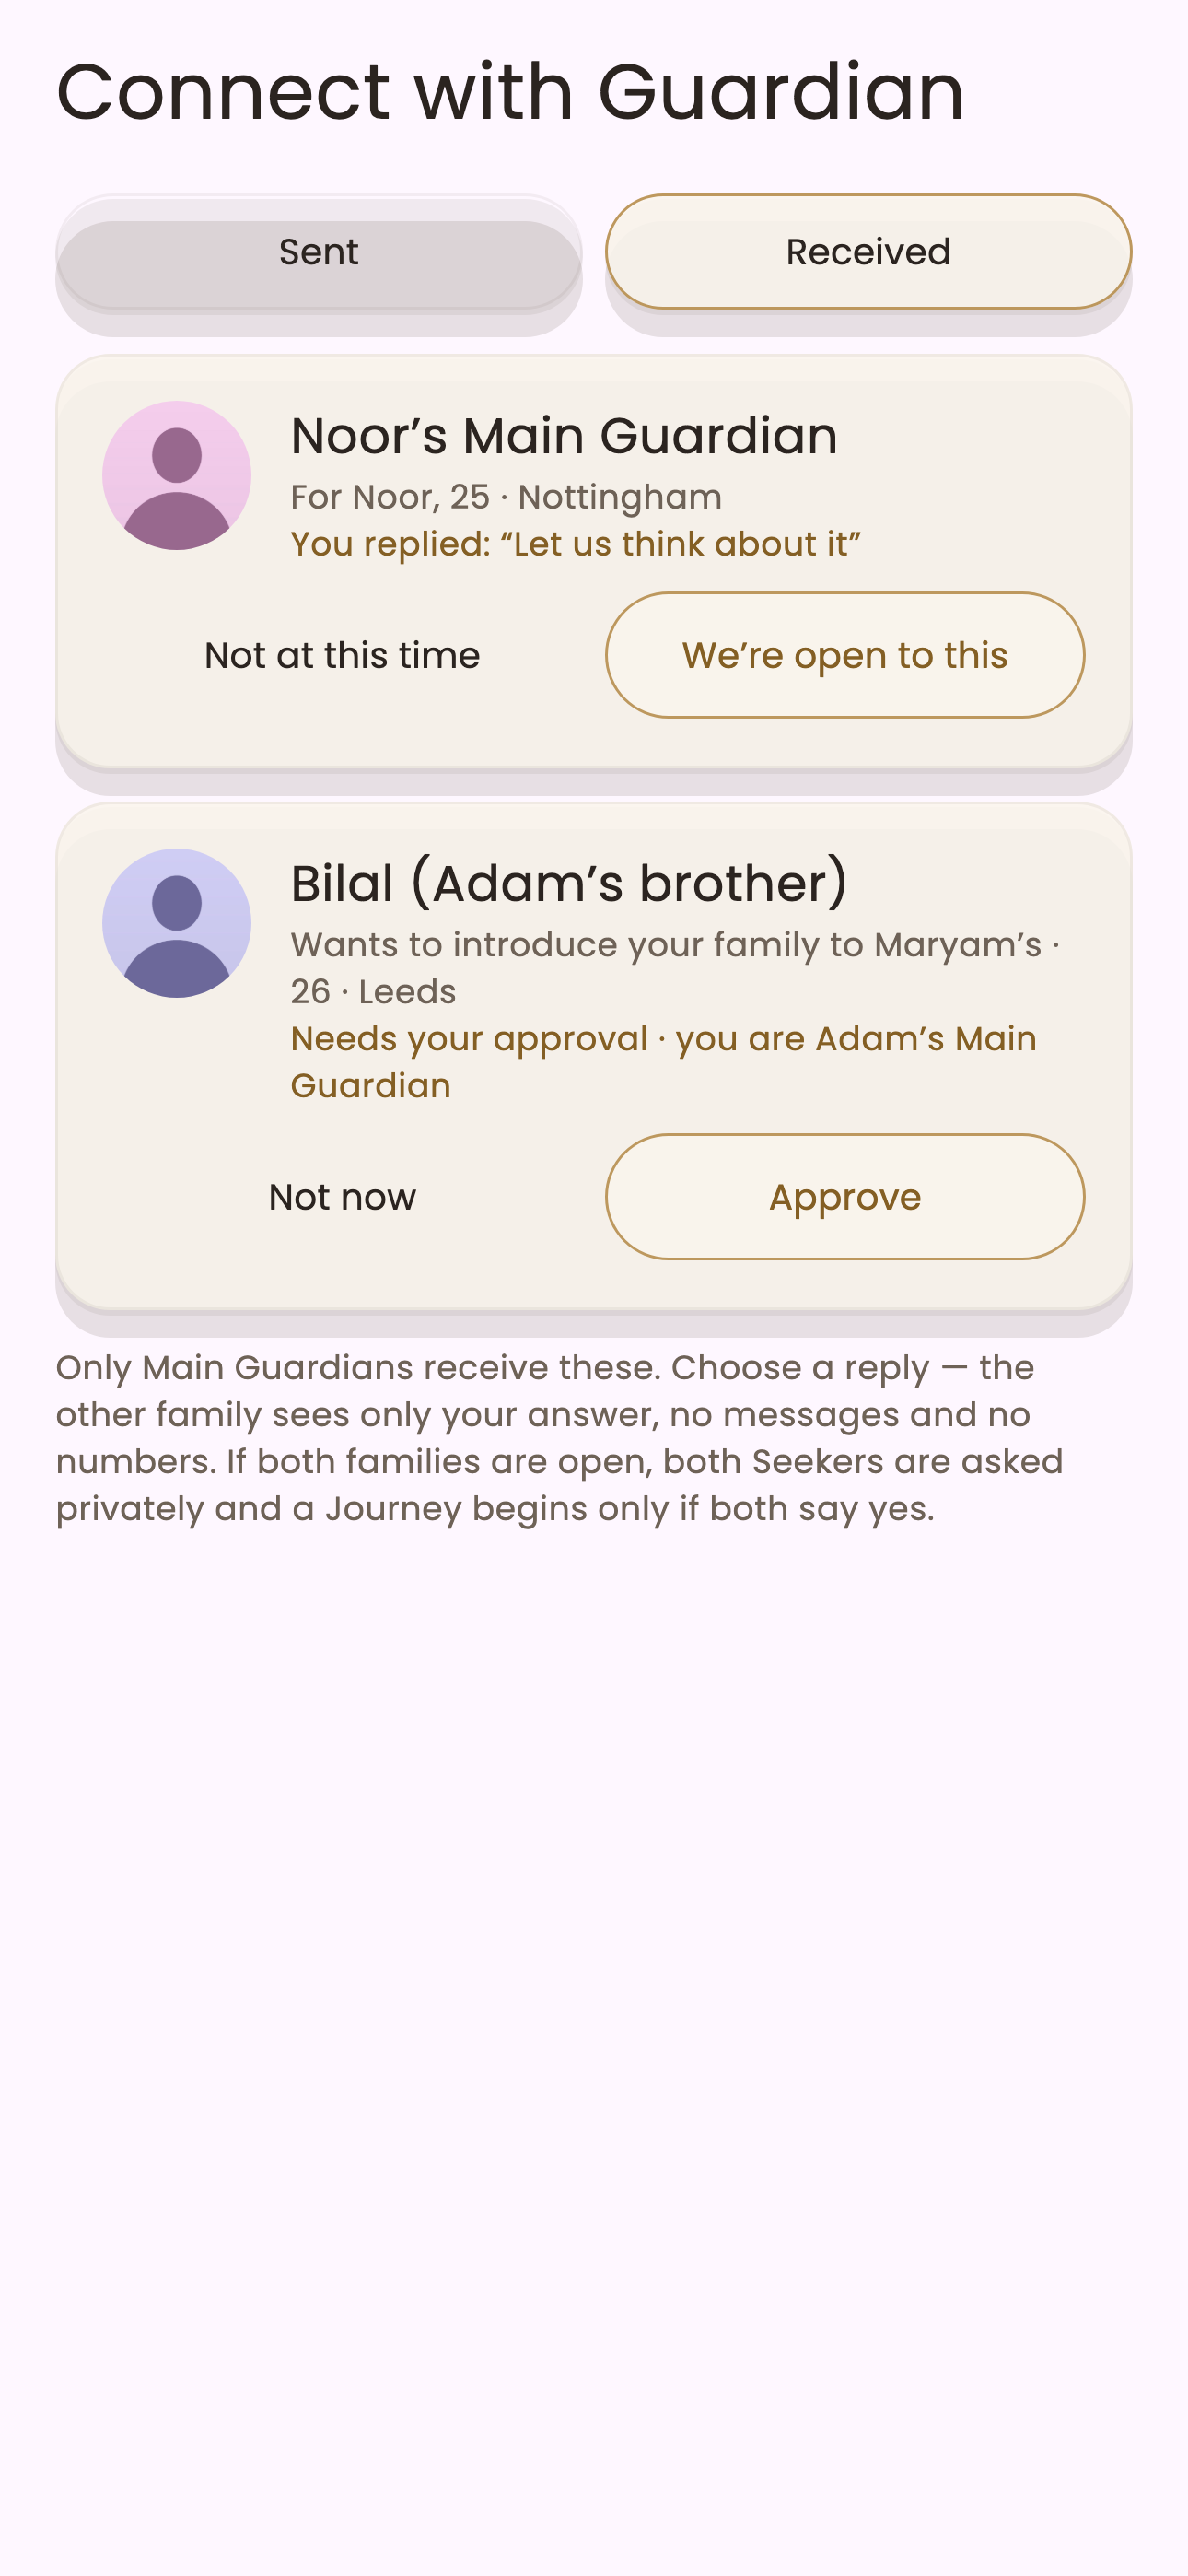 Connect with Guardian
Sent
Received
Noor’s Main Guardian
For Noor, 25 · Nottingham
You replied: “Let us think about it”
Not at this time
We’re open to this
Bilal (Adam’s brother)
Wants to introduce your family to Maryam’s ·
26 · Leeds
Needs your approval · you are Adam’s Main
Guardian
Not now
Approve
Only Main Guardians receive these. Choose a reply — the
other family sees only your answer, no messages and no
numbers. If both families are open, both Seekers are asked
privately and a Journey begins only if both say yes.